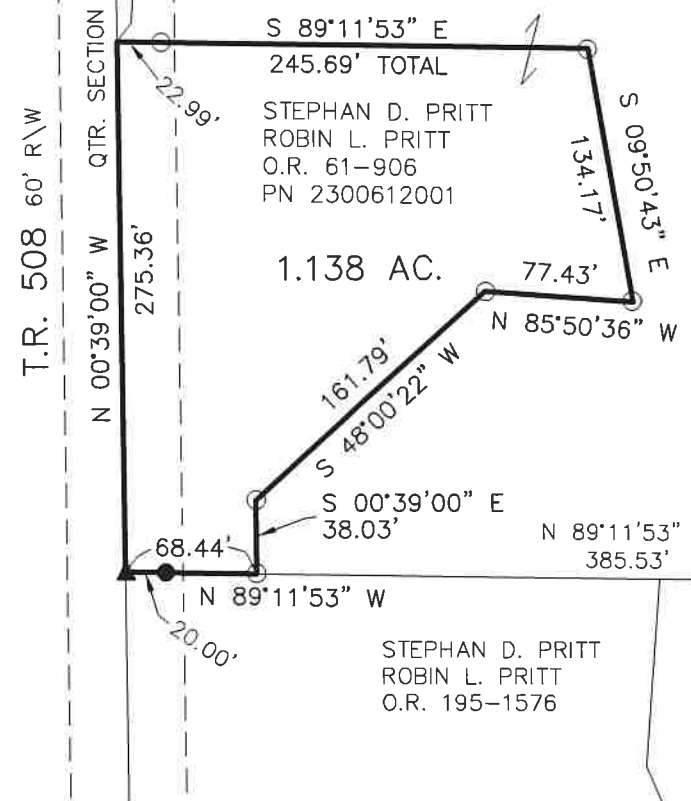 S 89°11'53" E
245.69' TOTAL
22.99'
QTR. SECTION
T.R. 508 60' R\W
N 00°39'00" W
275.36'
STEPHAN D. PRITT
ROBIN L. PRITT
O.R. 61-906
PN 2300612001
S 09°50'43" E
134.17'
1.138 AC.
77.43'
N 85°50'36" W
161.79'
S 48°00'22" W
S 00°39'00" E
38.03'
68.44'
N 89°11'53" W
20.00'
N 89°11'53"
385.53'
STEPHAN D. PRITT
ROBIN L. PRITT
O.R. 195-1576